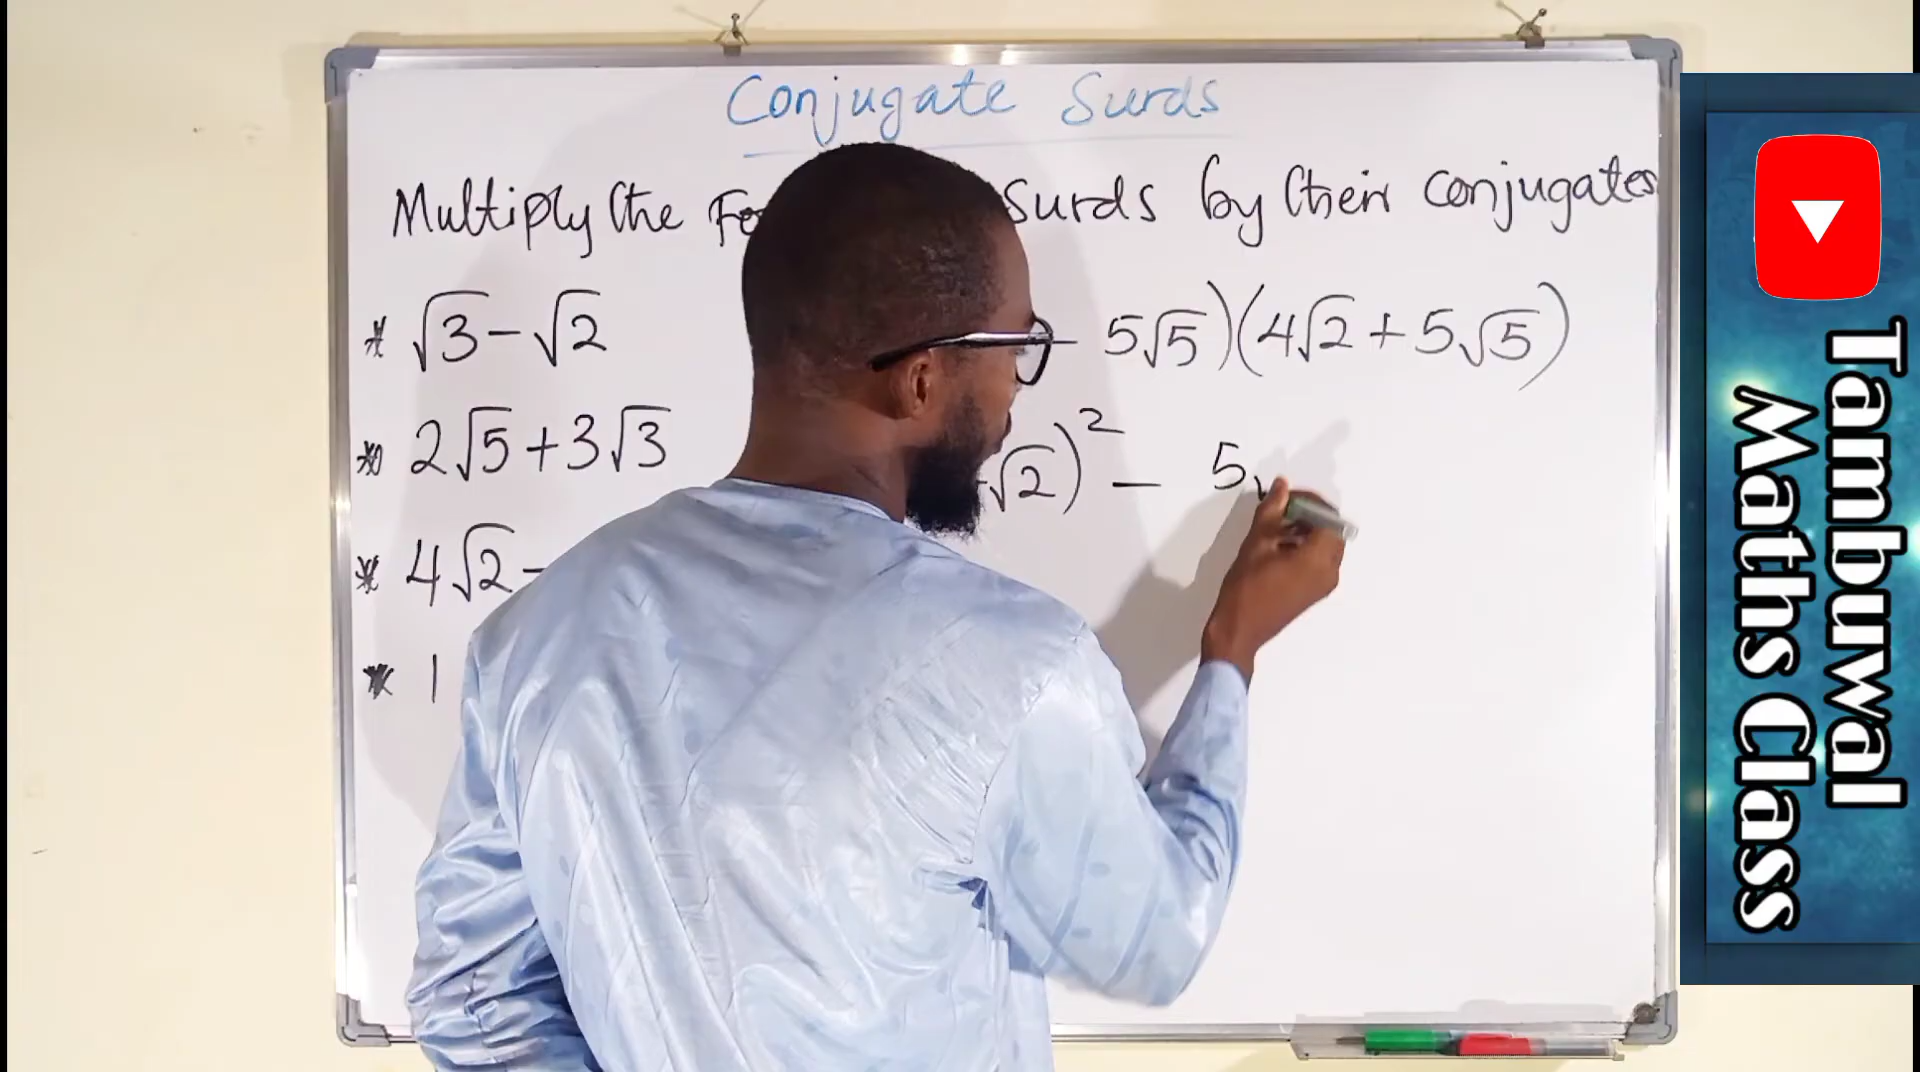 Conjugate Surds
Multiply the Surds by their conjugates
* √3 - √2
- 5√5)(4√2 + 5√5)
* 2√5 + 3√3
√2)² - 5√
* 4√2 -
* 1
Tambuwal
Maths Class